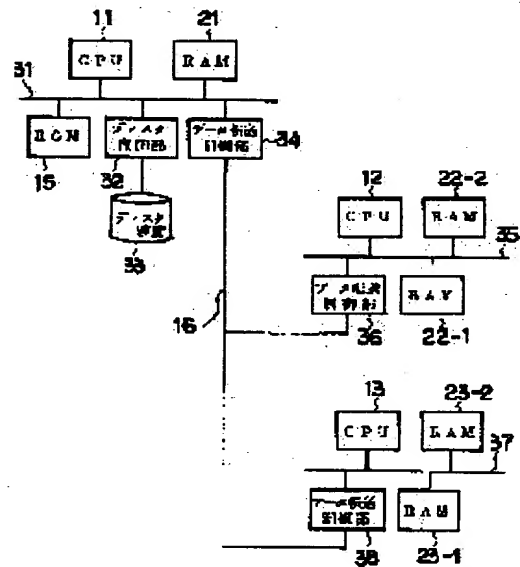 11
21
CPU
RAM
31
ROM
ディスク
制御部
データ転送
制御部
34
15
32
ディスク
装置
33
12
22-2
CPU
RAM
35
データ転送
制御部
RAM
16
36
22-1
13
23-2
CPU
RAM
37
データ転送
制御部
RAM
38
23-1